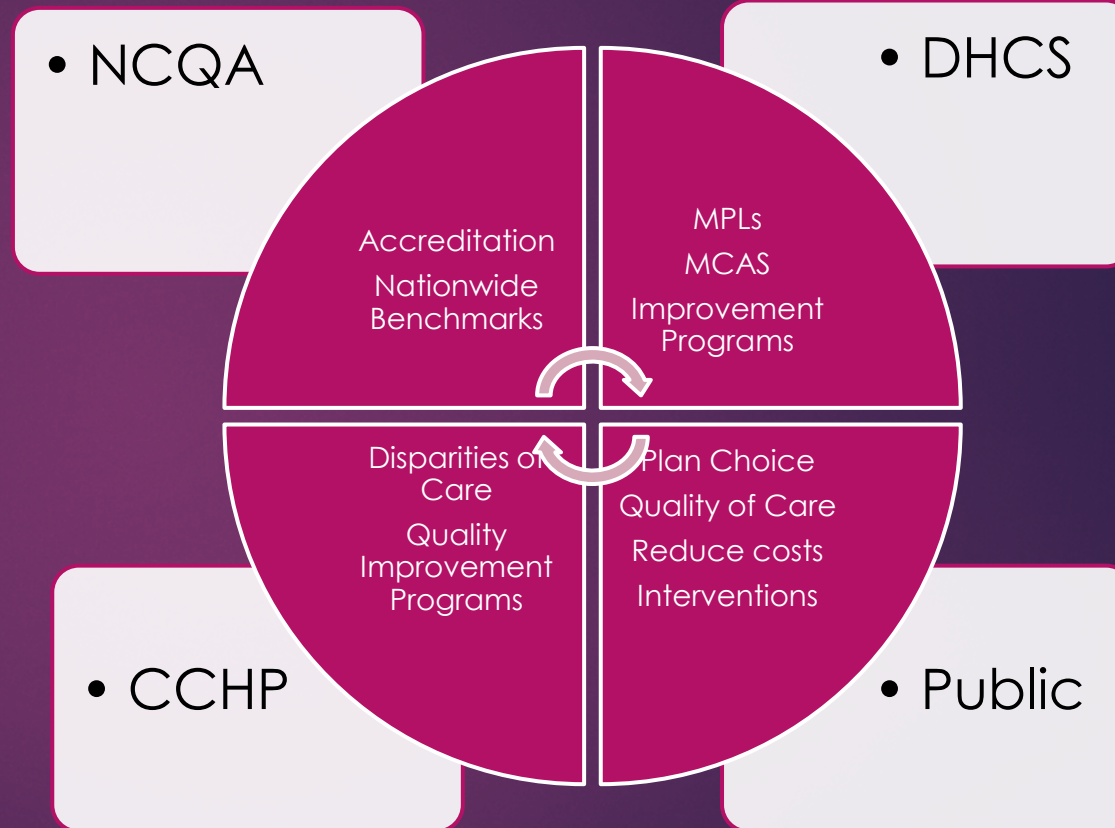 • NCQA
• DHCS
Accreditation
Nationwide
Benchmarks
MPLs
MCAS
Improvement
Programs
Disparities of
Care
Quality
Improvement
Programs
Plan Choice
Quality of Care
Reduce costs
Interventions
• CCHP
• Public